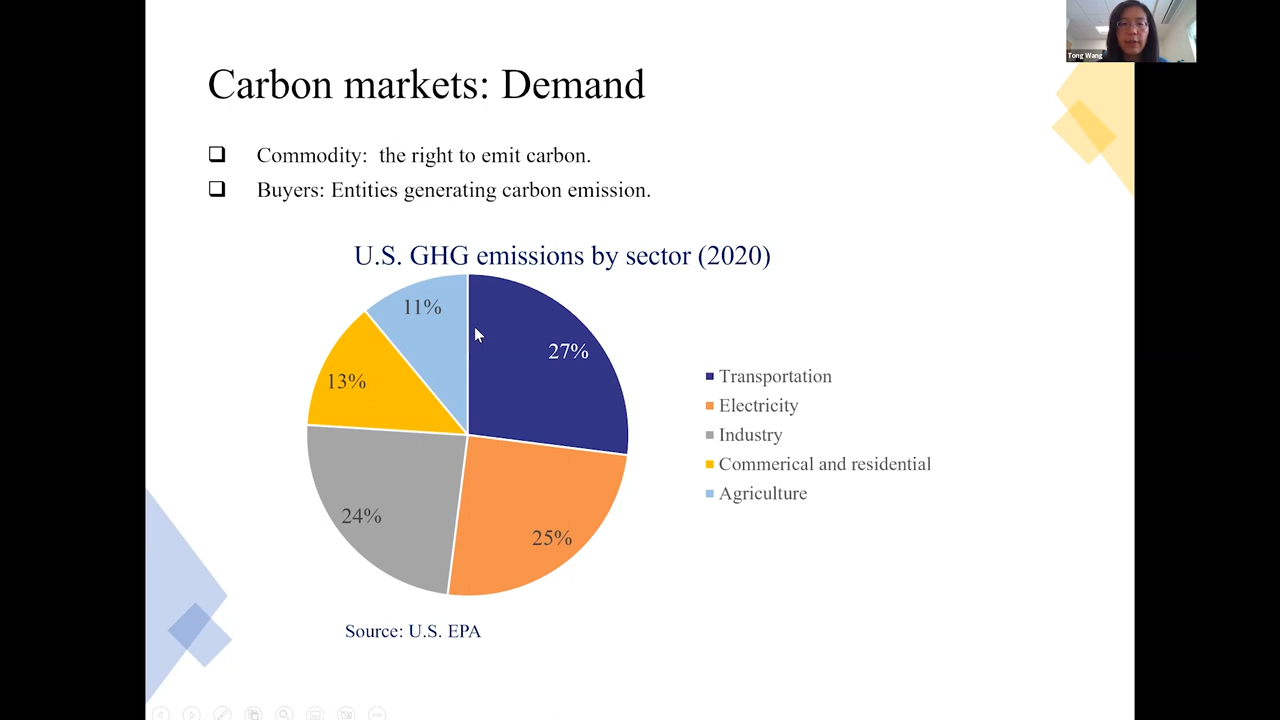 Tong Wang
Carbon markets: Demand
Commodity: the right to emit carbon.
Buyers: Entities generating carbon emission.
U.S. GHG emissions by sector (2020)
11%
27%
13%
24%
25%
Transportation
Electricity
Industry
Commerical and residential
Agriculture
Source: U.S. EPA